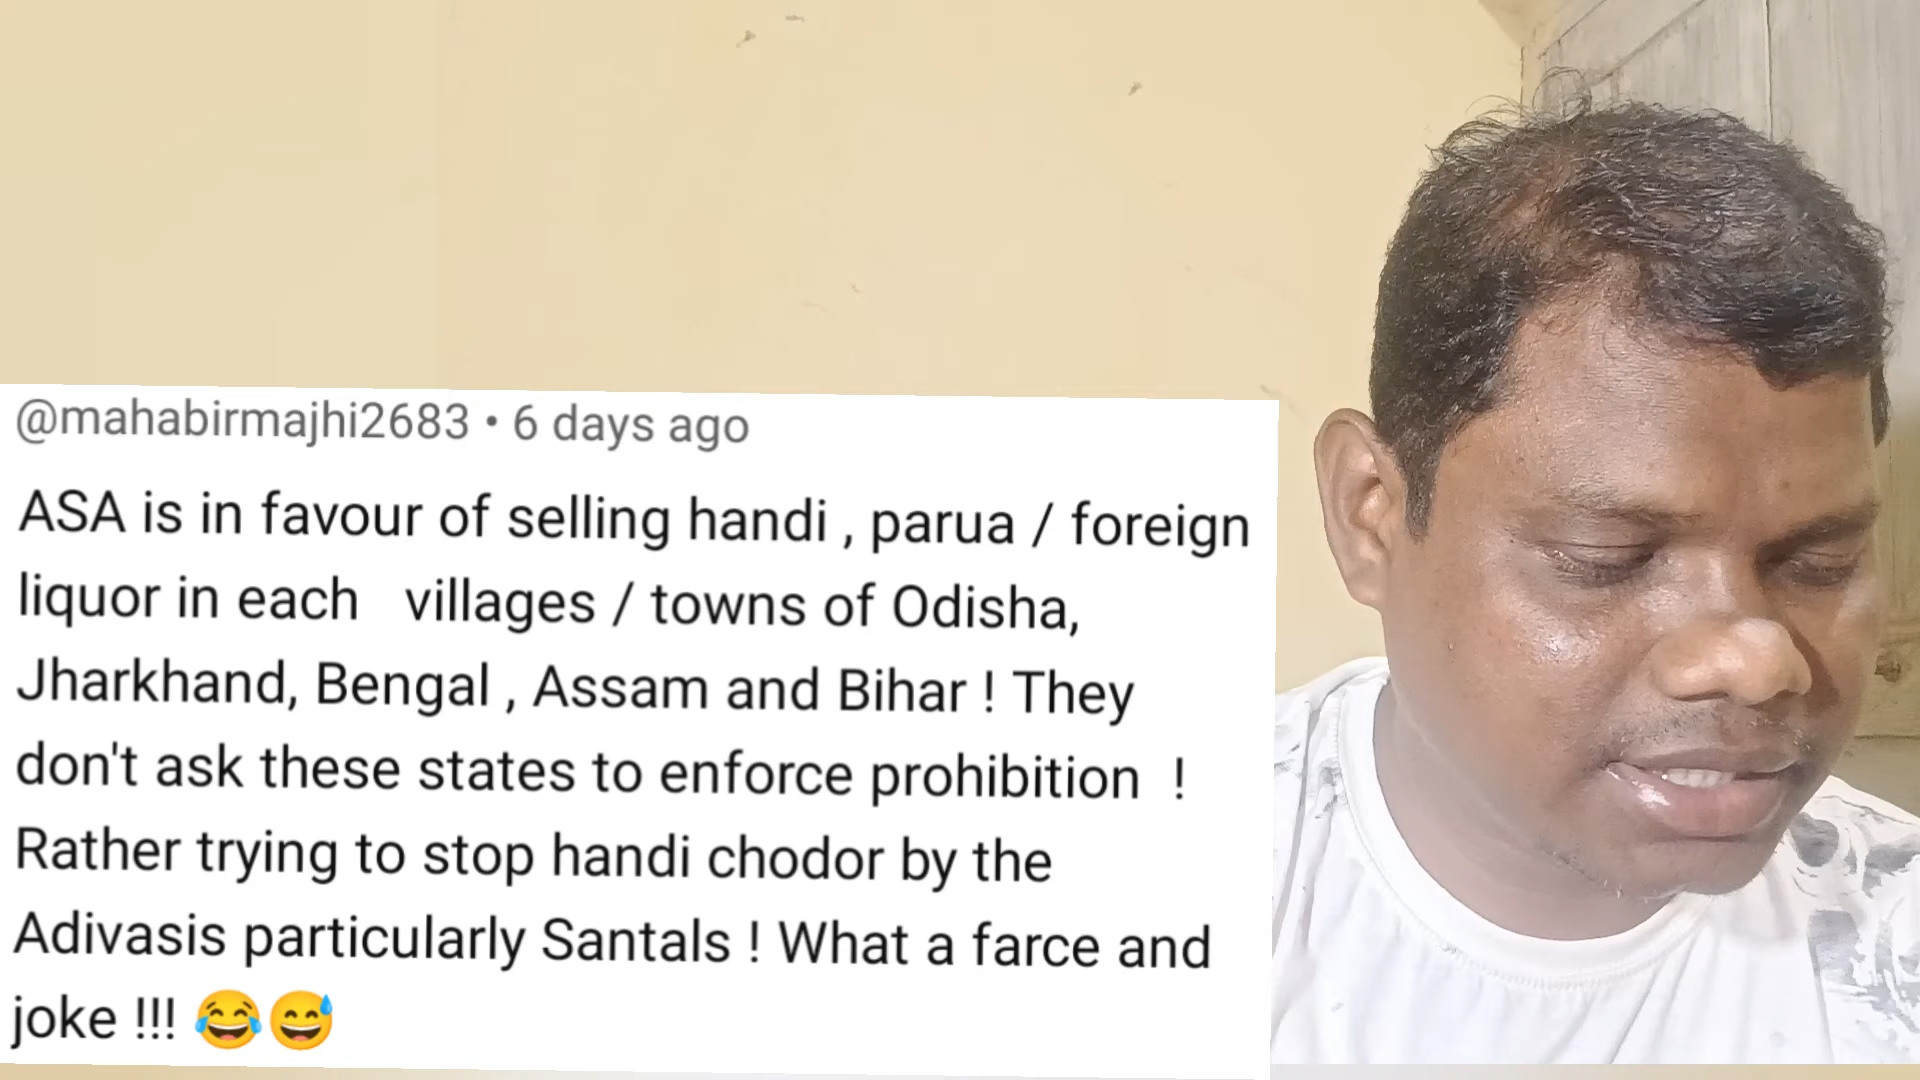 @mahabirmajhi2683 • 6 days ago
ASA is in favour of selling handi , parua / foreign
liquor in each villages / towns of Odisha,
Jharkhand, Bengal , Assam and Bihar ! They
don't ask these states to enforce prohibition !
Rather trying to stop handi chodor by the
Adivasis particularly Santals ! What a farce and
joke !!! 😂😅